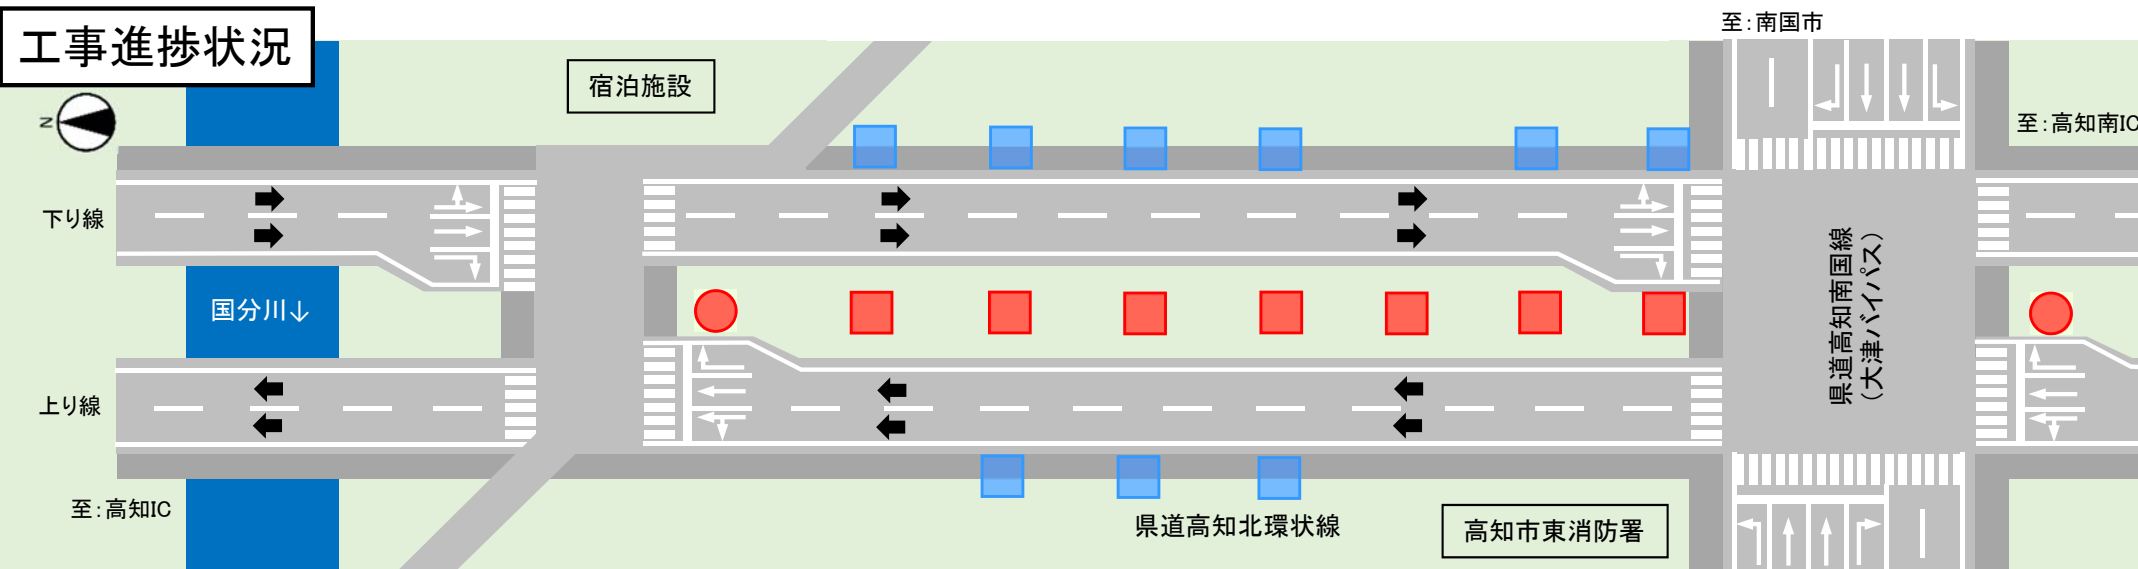 工事進捗状況
至：南国市
宿泊施設
N
至：高知南IC
下り線
国分川↓
県道高知南国線
（大津バイパス）
上り線
至：高知IC
県道高知北環状線
高知市東消防署